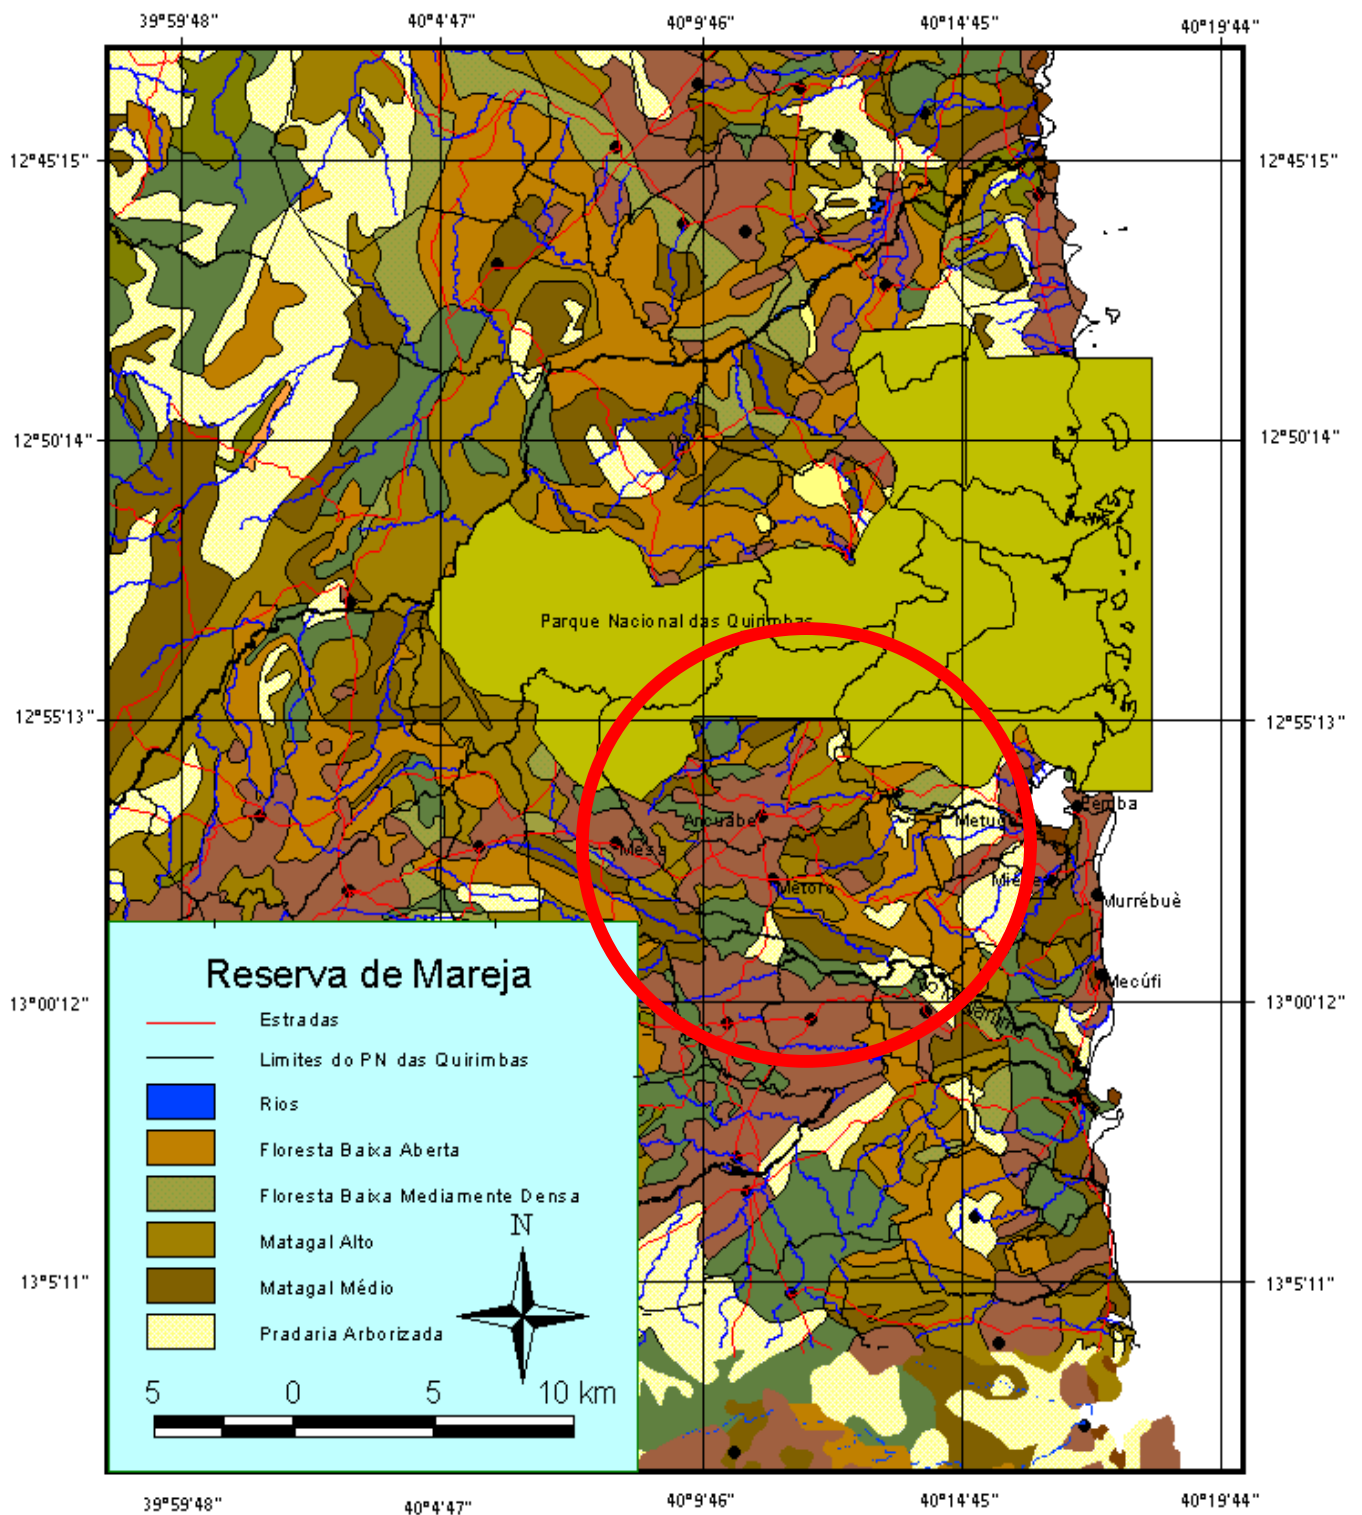 39°59'48" 40°4'47" 40°9'46" 40°14'45" 40°19'44"
12°45'15" 12°45'15"
12°50'14" 12°50'14"
Parque Nacional das Quirimbas
12°55'13" 12°55'13"
Pemba
Ancuabe Metuge
Mesa
Métoro Mieze
Murrébuè
Mecúfi
13°00'12" 13°00'12"
Reserva de Mareja
Estradas
Limites do PN das Quirimbas
Rios
Floresta Baixa Aberta
Floresta Baixa Mediamente Densa
N
Matagal Alto
13°5'11" 13°5'11"
Matagal Médio
Pradaria Arborizada
5 0 5 10 km
39°59'48" 40°4'47" 40°9'46" 40°14'45" 40°19'44"